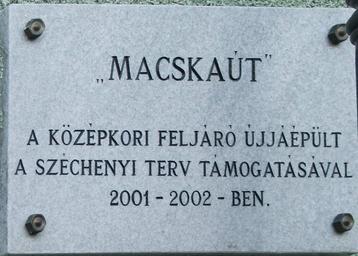 „MACSKAÚT"
A KÖZÉPKORI FELJÁRÓ ÚJJÁÉPÜLT
A SZÉCHENYI TERV TÁMOGATÁSÁVAL
2001 - 2002 - BEN.